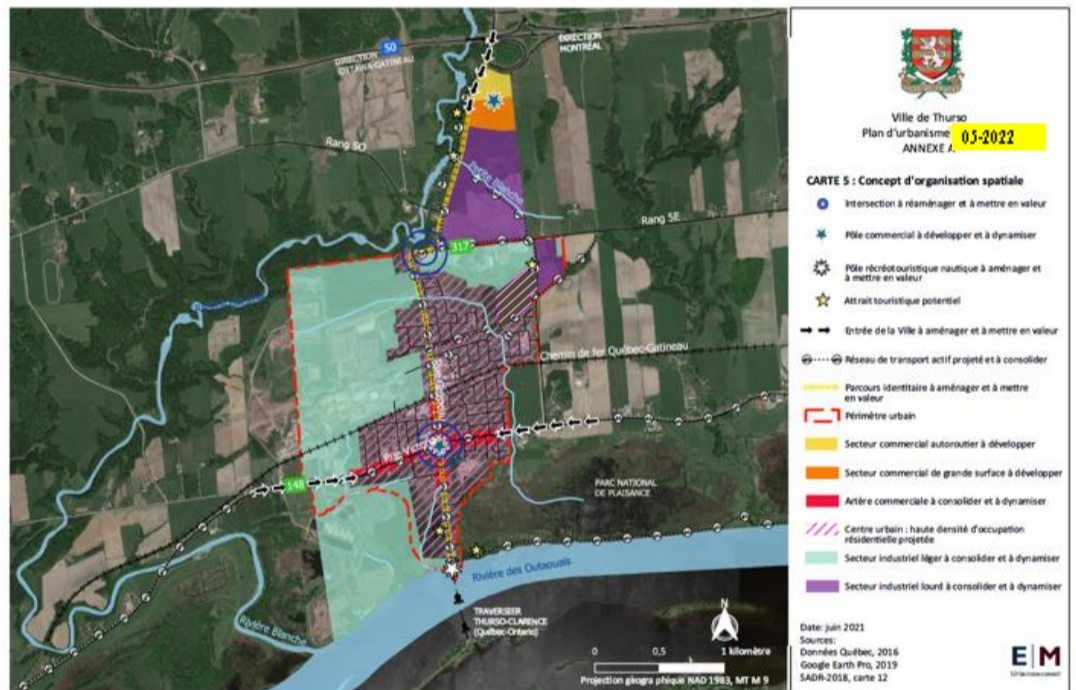 50
DIRECTION
OTTAWA-GATINEAU
DIRECTION
MONTRÉAL
Rang SO
Rang SE
317
Chemin de fer Québec-Gatineau
148
PARC NATIONAL
DE PLAISANCE
Rivière des Outaouais
Rivière Blanche
TRAVERSIER
THURSO-CLARENCE
(Québec-Ontario)
N
0 0,5 1 kilomètre
Projection géographique NAD 1983, MT M 9
Ville de Thurso
Plan d'urbanisme 03-2022
ANNEXE A
CARTE 5 : Concept d'organisation spatiale
Intersection à réaménager et à mettre en valeur
Pôle commercial à développer et à dynamiser
Pôle récréotouristique nautique à aménager et
à mettre en valeur
Attrait touristique potentiel
Entrée de la Ville à aménager et à mettre en valeur
Réseau de transport actif projeté et à consolider
Parcours identitaire à aménager et à mettre
en valeur
Périmètre urbain
Secteur commercial autoroutier à développer
Secteur commercial de grande surface à développer
Artère commerciale à consolider et à dynamiser
Centre urbain : haute densité d'occupation
résidentielle projetée
Secteur industriel léger à consolider et à dynamiser
Secteur industriel lourd à consolider et à dynamiser
Date: juin 2021
Sources:
Données Québec, 2016
Google Earth Pro, 2019
SADR-2018, carte 12
E|M